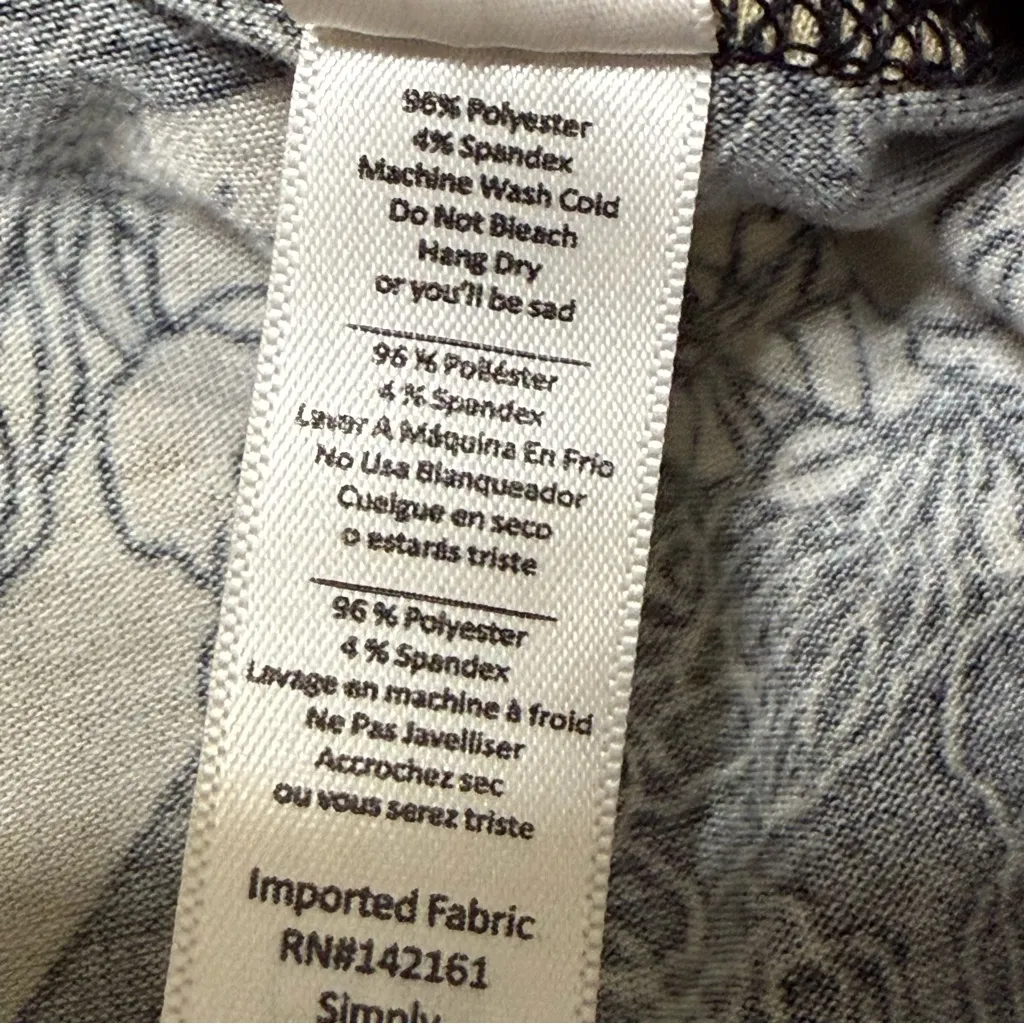 96% Polyester
4% Spandex
Machine Wash Cold
Do Not Bleach
Hang Dry
or you'll be sad
96 % Poliéster
4 % Spandex
Lavar A Máquina En Frio
No Usa Blanqueador
Cuelgue en seco
o estarás triste
96 % Polyester
4 % Spandex
Lavage en machine à froid
Ne Pas Javelliser
Accrochez sec
ou vous serez triste
Imported Fabric
RN#142161
Simply